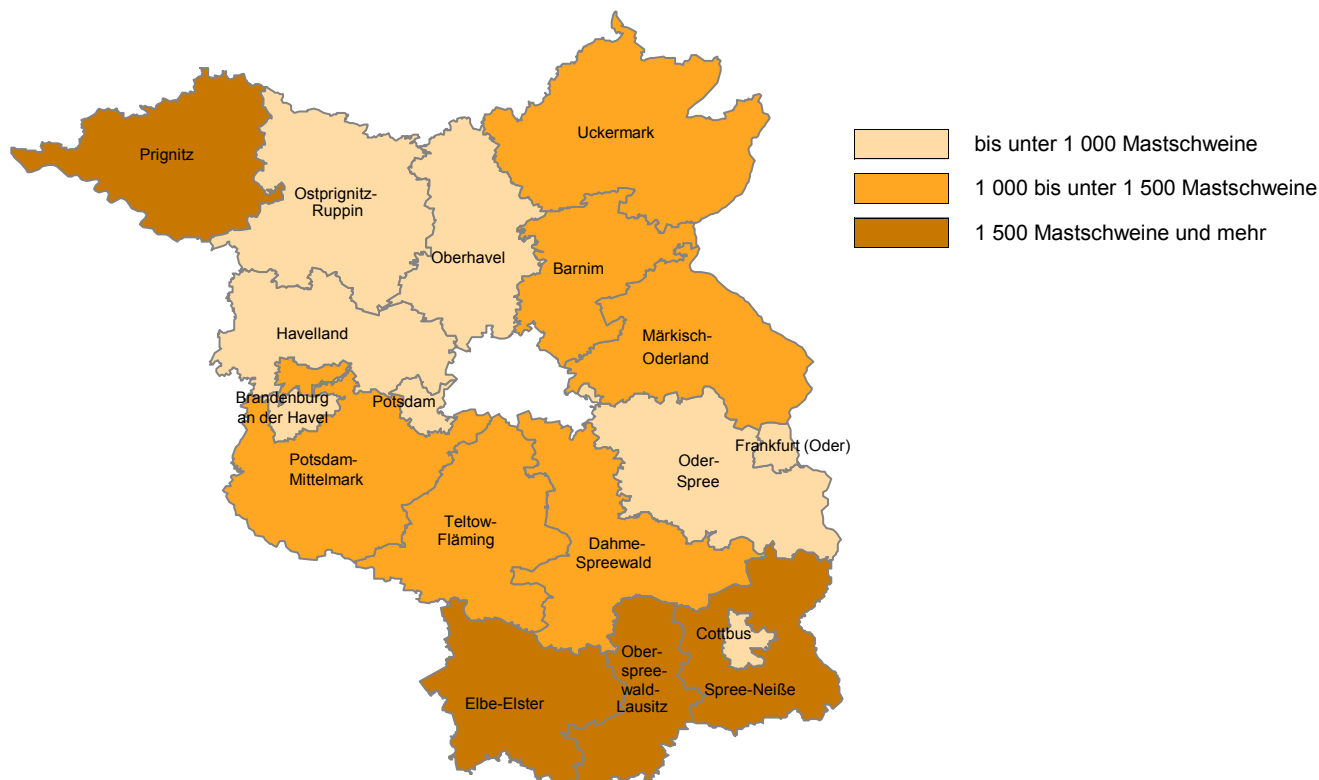 Uckermark
bis unter 1 000 Mastschweine
Prignitz
1 000 bis unter 1 500 Mastschweine
Ostprignitz-
Ruppin
1 500 Mastschweine und mehr
Oberhavel
Barnim
Havelland
Märkisch-
Oderland
Brandenburg
an der Havel
Potsdam
Frankfurt (Oder)
Potsdam-
Mittelmark
Oder-
Spree
Teltow-
Fläming
Dahme-
Spreewald
Cottbus
Ober-
spree-
wald-
Lausitz
Spree-Neiße
Elbe-Elster